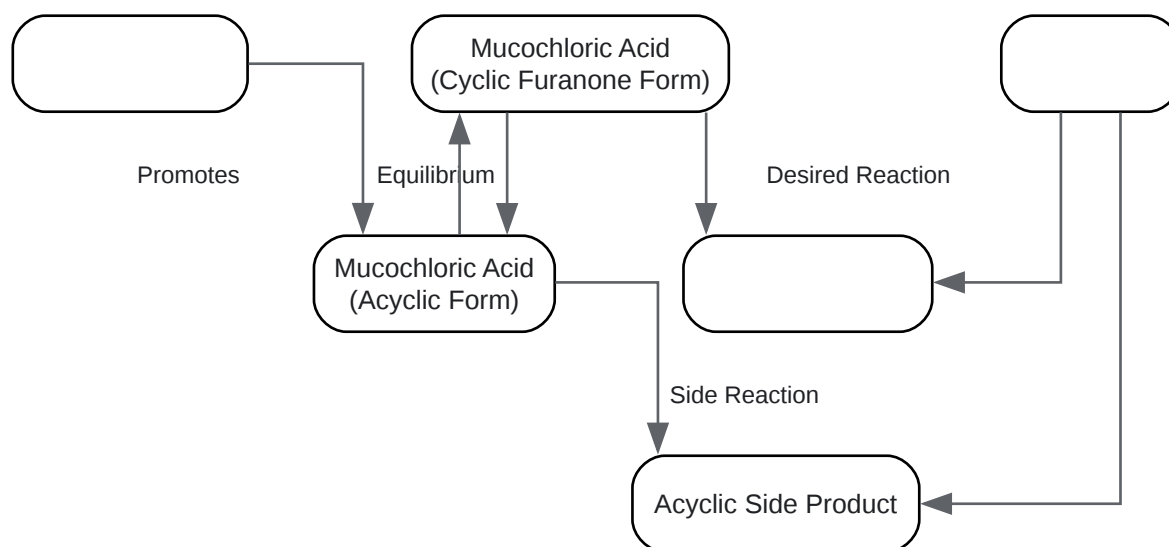 Mucochloric Acid
(Cyclic Furanone Form)
Promotes
Equilibrium
Desired Reaction
Mucochloric Acid
(Acyclic Form)
Side Reaction
Acyclic Side Product